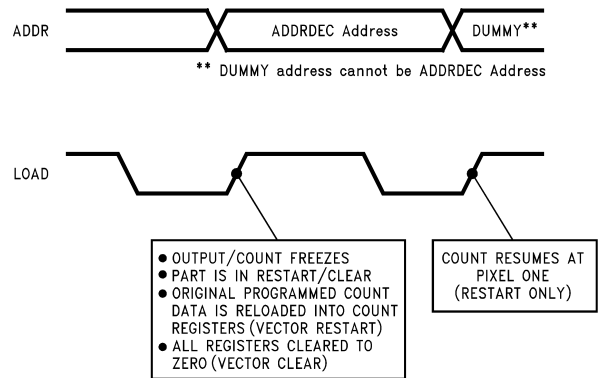 ADDR
ADDRDEC Address
DUMMY**
** DUMMY address cannot be ADDRDEC Address
LOAD
● OUTPUT/COUNT FREEZES
● PART IS IN RESTART/CLEAR
● ORIGINAL PROGRAMMED COUNT
DATA IS RELOADED INTO COUNT
REGISTERS (VECTOR RESTART)
● ALL REGISTERS CLEARED TO
ZERO (VECTOR CLEAR)
COUNT RESUMES AT
PIXEL ONE
(RESTART ONLY)